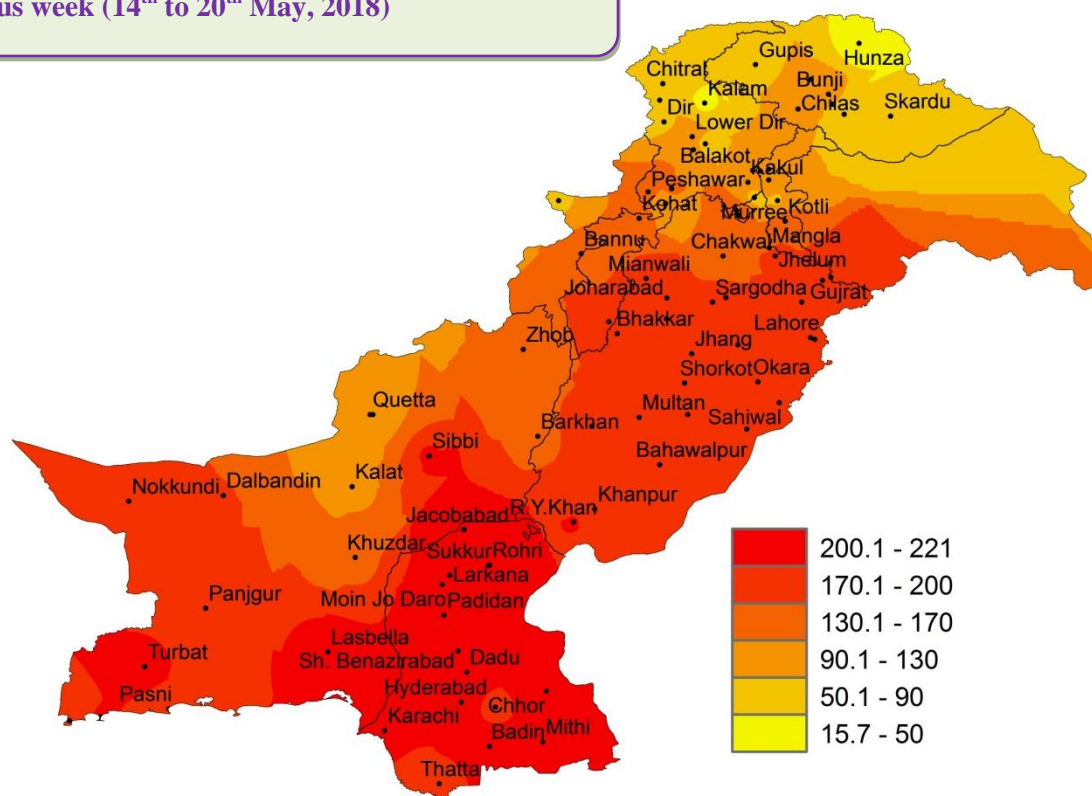 us week (14th to 20th May, 2018)
Gupis
Hunza
Chitral
Bunji
Kalam
Chilas
Skardu
Dir
Lower Dir
Balakot
Kakul
Peshawar
Kohat
Murree
Kotli
Bannu
Chakwal
Mangla
Mianwali
Jhelum
Joharabad
Sargodha
Gujrat
Bhakkar
Lahore
Zhob
Jhang
Shorkot
Okara
Quetta
Multan
Barkhan
Sahiwal
Sibbi
Bahawalpur
Kalat
Nokkundi
Dalbandin
Khanpur
R.Y.Khan
Jacobabad
Khuzdar
Sukkur
Rohri
Larkana
Panjgur
Moin Jo Daro
Padidan
Lasbella
Turbat
Sh. Benazirabad
Dadu
Pasni
Hyderabad
Chhor
Karachi
Badin
Mithi
Thatta
200.1 - 221
170.1 - 200
130.1 - 170
90.1 - 130
50.1 - 90
15.7 - 50